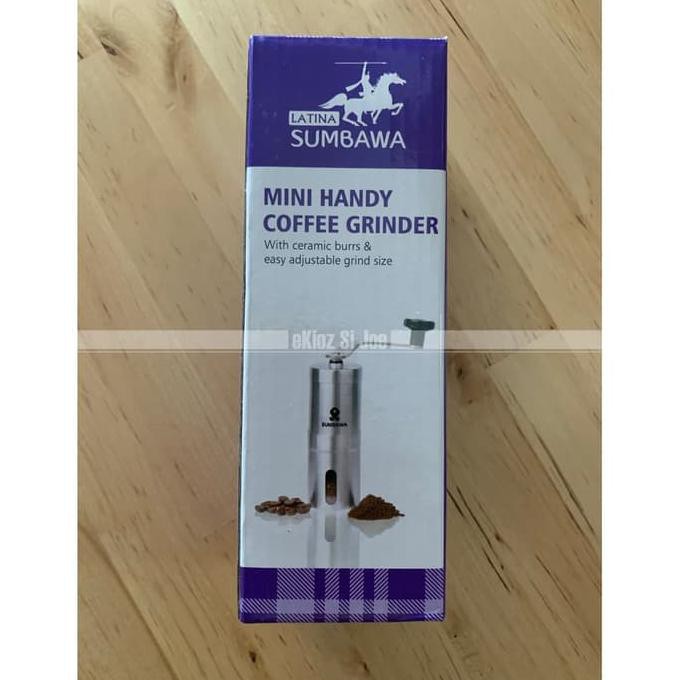 LATINA
SUMBAWA
MINI HANDY
COFFEE GRINDER
With ceramic burrs &
easy adjustable grind size
eKioz Si Joe
SUMBAWA